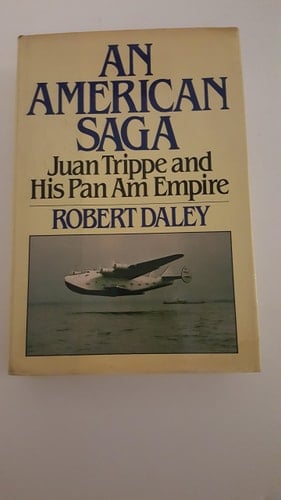 AN
AMERICAN
SAGA
Juan Trippe and
His Pan Am Empire
ROBERT DALEY